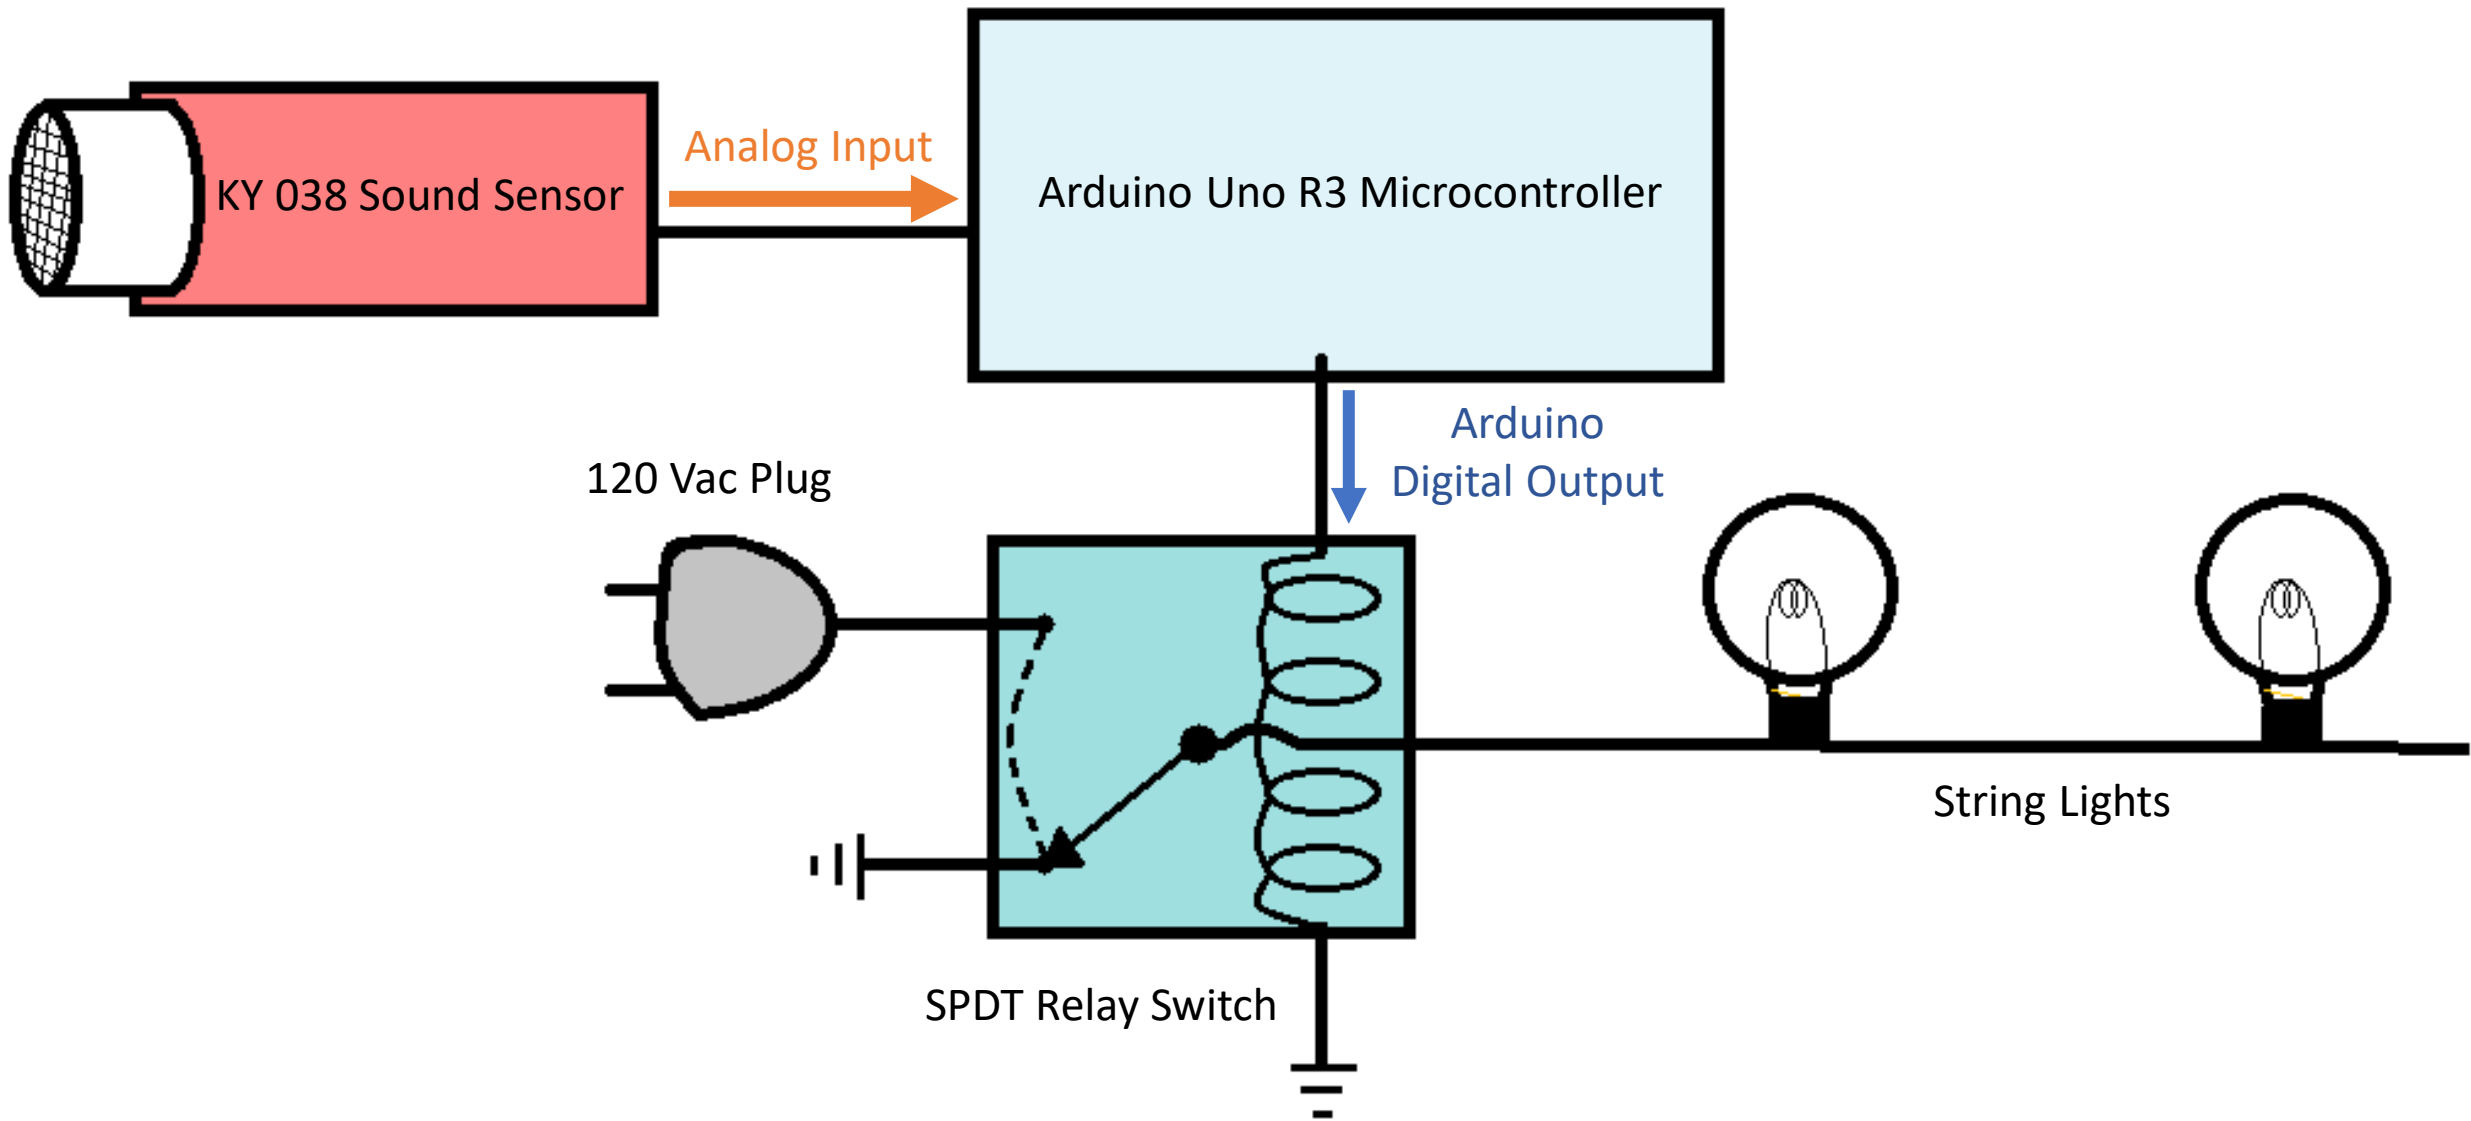 Analog Input
KY 038 Sound Sensor
Arduino Uno R3 Microcontroller
Arduino
Digital Output
120 Vac Plug
String Lights
SPDT Relay Switch